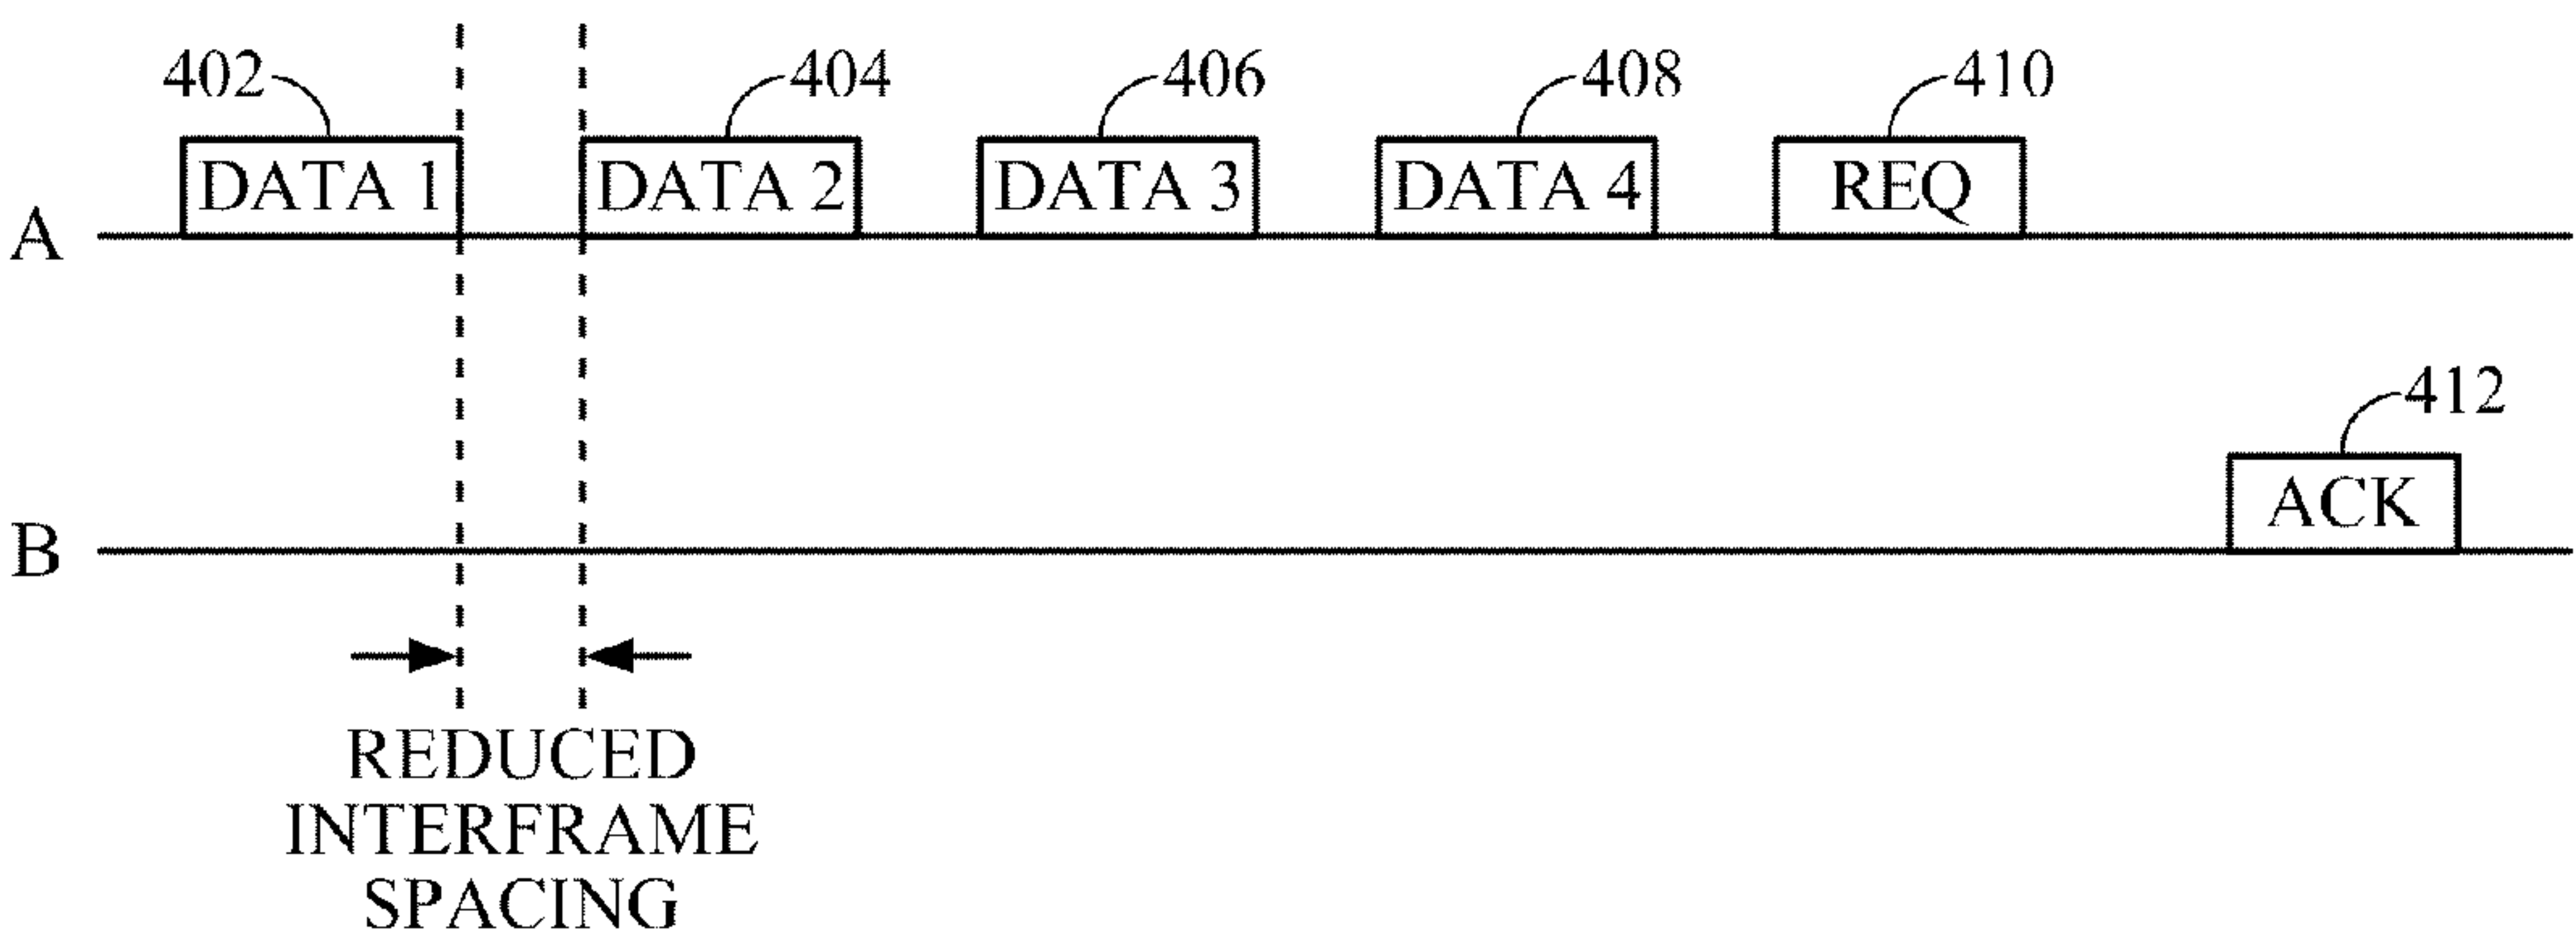 402 404 406 408 410
A DATA 1 DATA 2 DATA 3 DATA 4 REQ
412
B ACK
REDUCED
INTERFRAME
SPACING